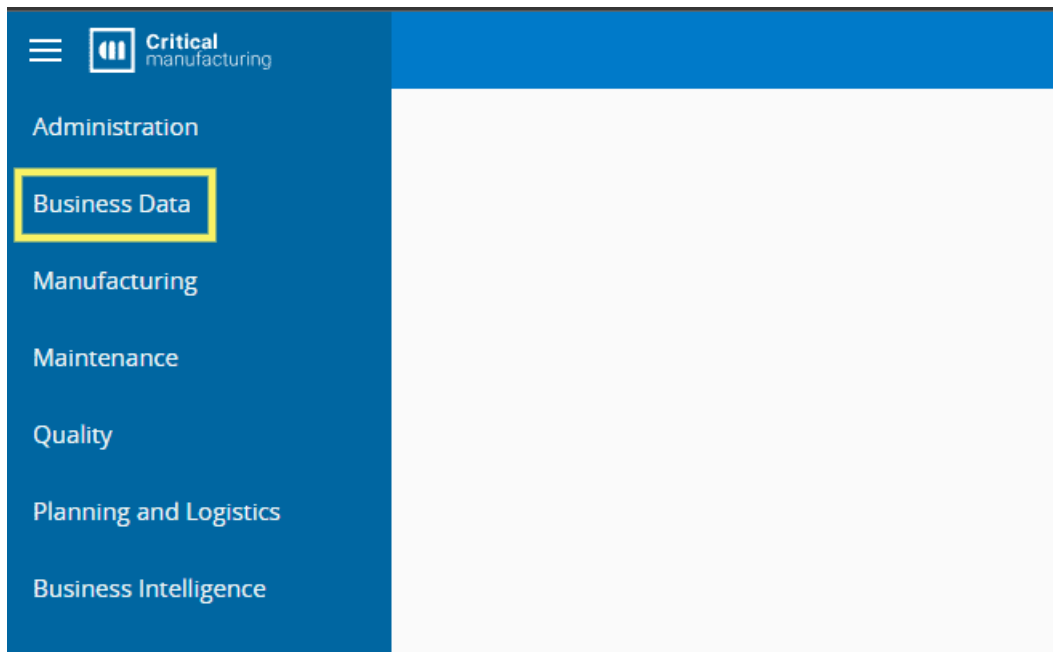 Critical
manufacturing
Administration
Business Data
Manufacturing
Maintenance
Quality
Planning and Logistics
Business Intelligence